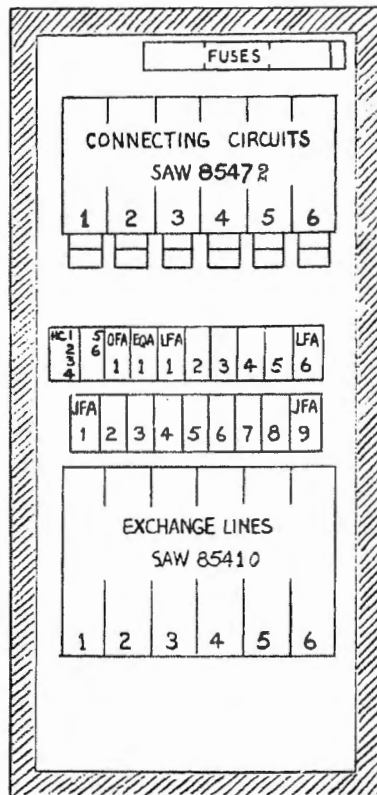 FUSES
CONNECTING CIRCUITS
SAW 85472
1 2 3 4 5 6
HC1 5 OFA EQA LFA LFA
2 6 1 1 1 2 3 4 5 6
3
4
JFA JFA
1 2 3 4 5 6 7 8 9
EXCHANGE LINES
SAW 85410
1 2 3 4 5 6